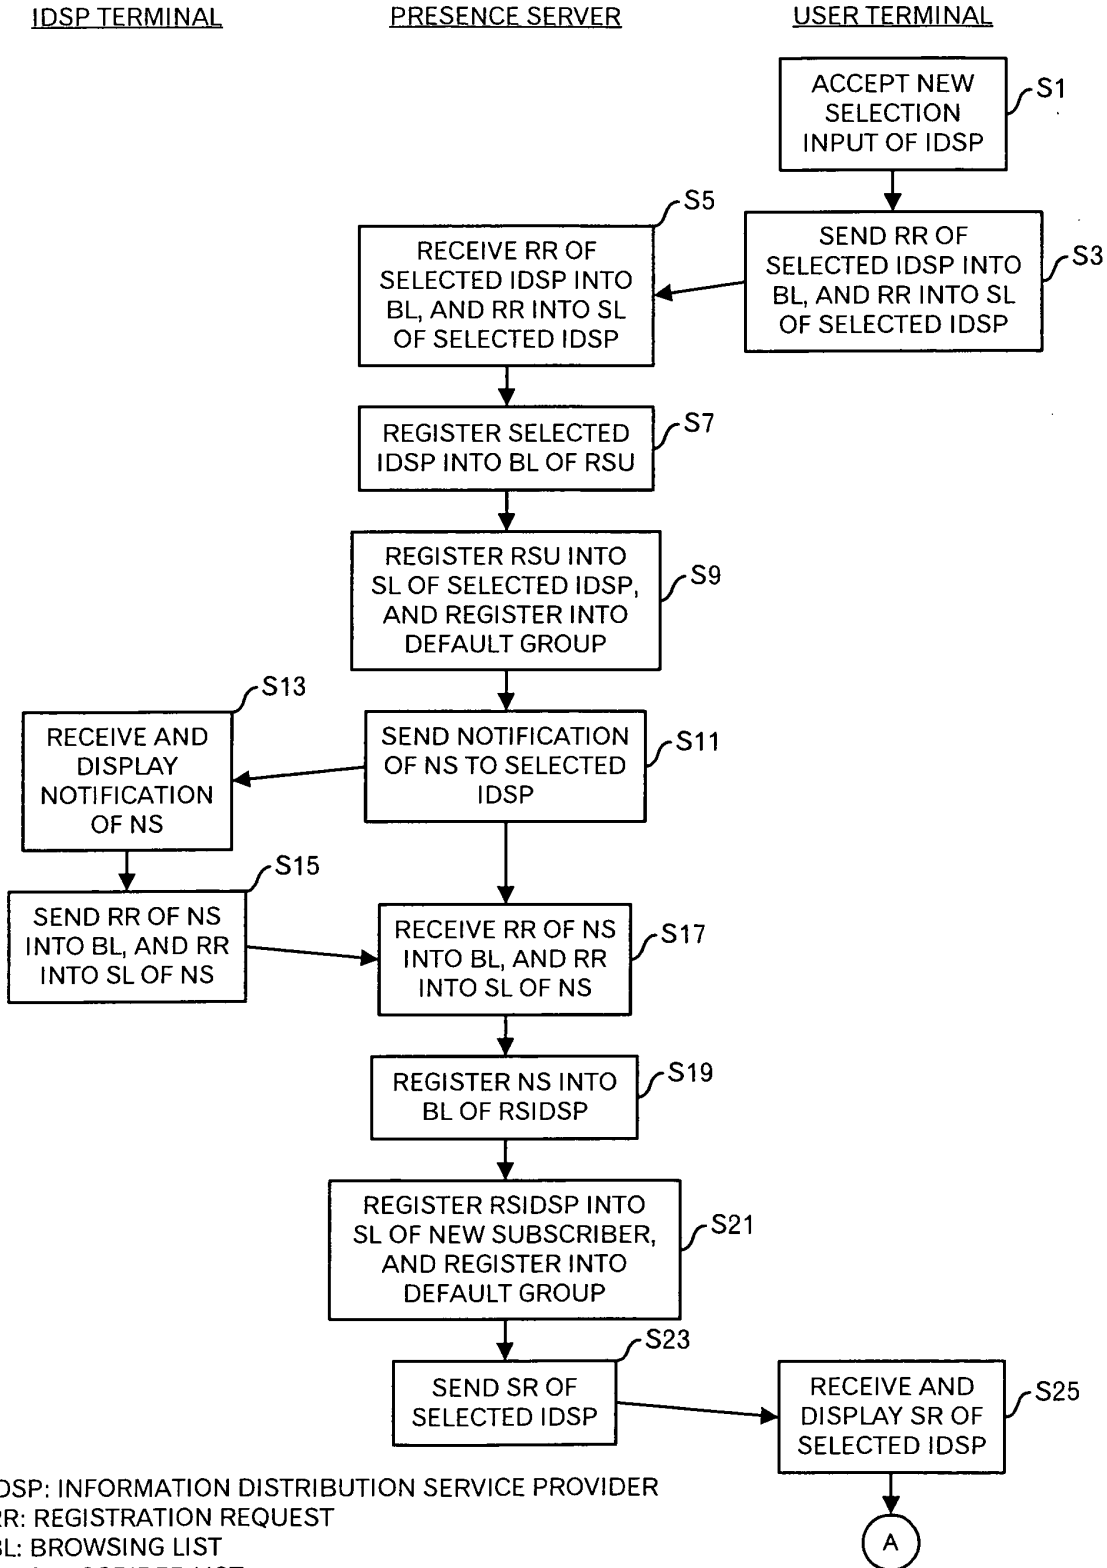 IDSP TERMINAL
PRESENCE SERVER
USER TERMINAL
ACCEPT NEW
SELECTION
INPUT OF IDSP
S1
SEND RR OF
SELECTED IDSP INTO
BL, AND RR INTO SL
OF SELECTED IDSP
S3
S5
RECEIVE RR OF
SELECTED IDSP INTO
BL, AND RR INTO SL
OF SELECTED IDSP
REGISTER SELECTED
IDSP INTO BL OF RSU
S7
REGISTER RSU INTO
SL OF SELECTED IDSP,
AND REGISTER INTO
DEFAULT GROUP
S9
SEND NOTIFICATION
OF NS TO SELECTED
IDSP
S11
S13
RECEIVE AND
DISPLAY
NOTIFICATION
OF NS
S15
SEND RR OF NS
INTO BL, AND RR
INTO SL OF NS
RECEIVE RR OF NS
INTO BL, AND RR
INTO SL OF NS
S17
REGISTER NS INTO
BL OF RSIDSP
S19
REGISTER RSIDSP INTO
SL OF NEW SUBSCRIBER,
AND REGISTER INTO
DEFAULT GROUP
S21
S23
SEND SR OF
SELECTED IDSP
RECEIVE AND
DISPLAY SR OF
SELECTED IDSP
S25
A
DSP: INFORMATION DISTRIBUTION SERVICE PROVIDER
RR: REGISTRATION REQUEST
BL: BROWSING LIST